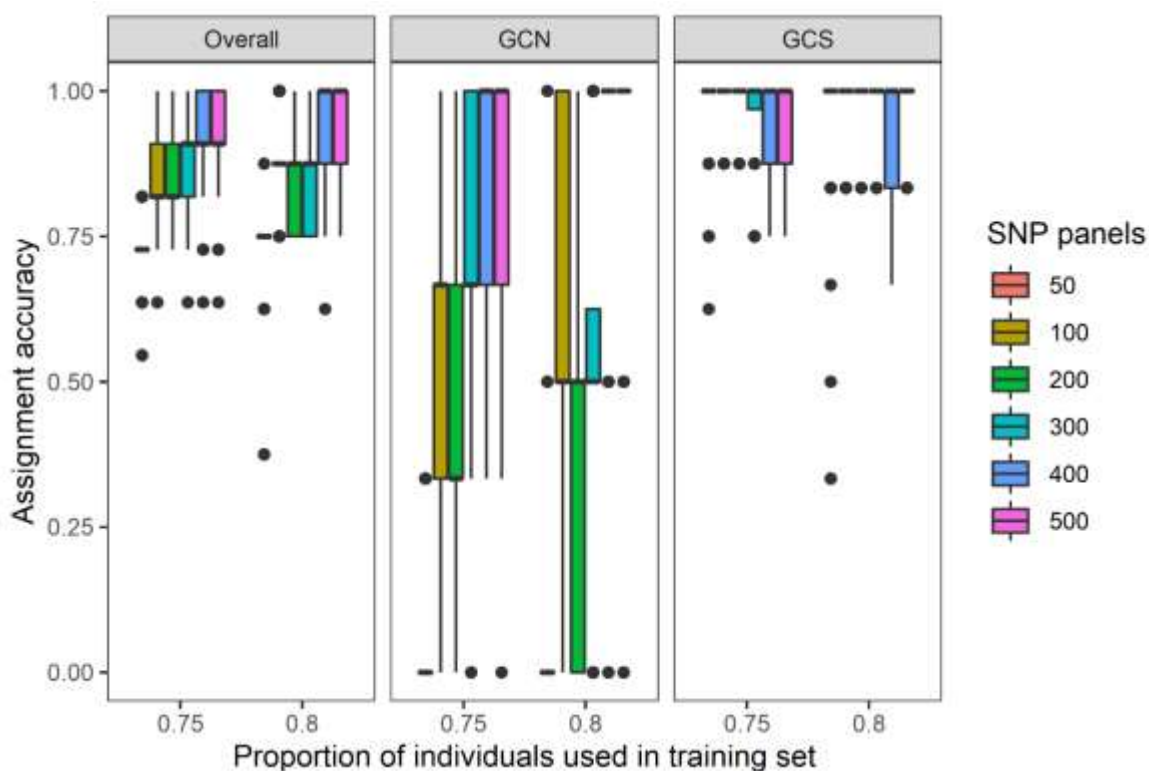 Overall GCN GCS
1.00
0.75
0.50
0.25
0.00
Assignment accuracy
0.75 0.8 0.75 0.8 0.75 0.8
Proportion of individuals used in training set
SNP panels
50
100
200
300
400
500